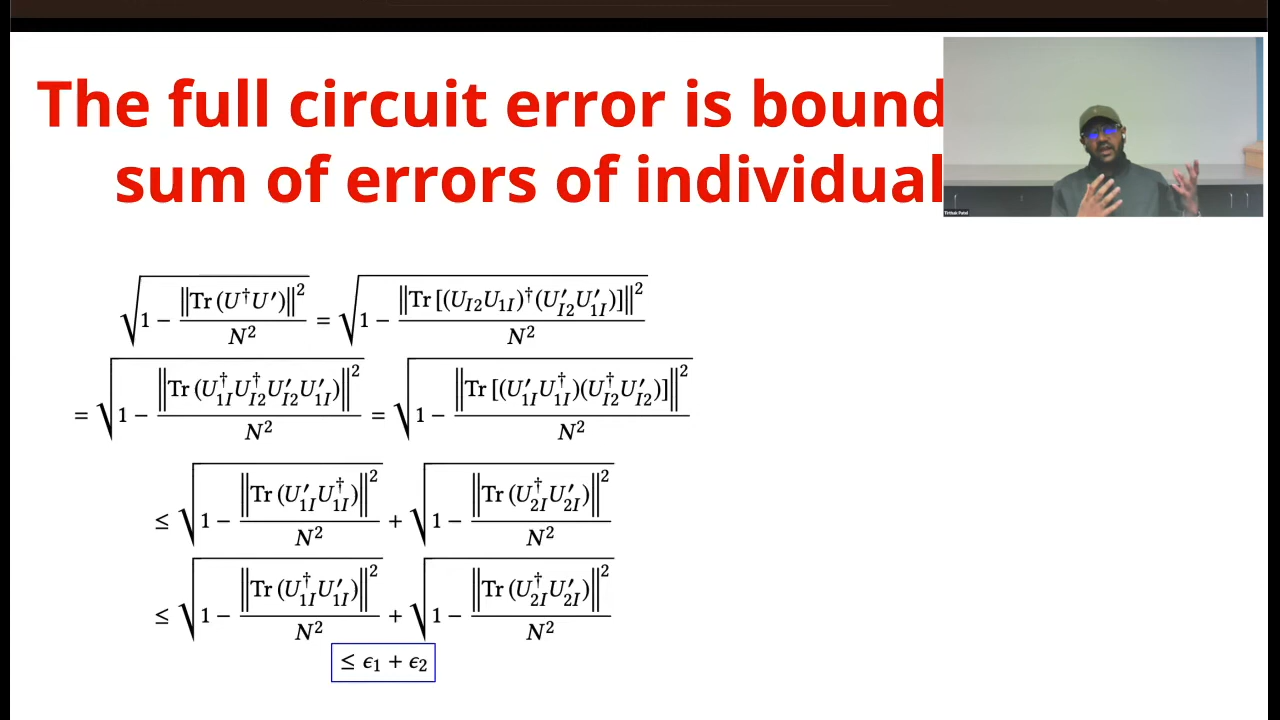 The full circuit error is bound
sum of errors of individual
Tirthak Patel
√(1 − ‖Tr (U†U′)‖² / N²) = √(1 − ‖Tr [(U_{I2}U_{1I})†(U′_{I2}U′_{1I})]‖² / N²)
= √(1 − ‖Tr (U†_{1I}U†_{I2}U′_{I2}U′_{1I})‖² / N²) = √(1 − ‖Tr [(U′_{1I}U†_{1I})(U†_{I2}U′_{I2})]‖² / N²)
≤ √(1 − ‖Tr (U′_{1I}U†_{1I})‖² / N²) + √(1 − ‖Tr (U†_{2I}U′_{2I})‖² / N²)
≤ √(1 − ‖Tr (U†_{1I}U′_{1I})‖² / N²) + √(1 − ‖Tr (U†_{2I}U′_{2I})‖² / N²)
≤ ϵ₁ + ϵ₂